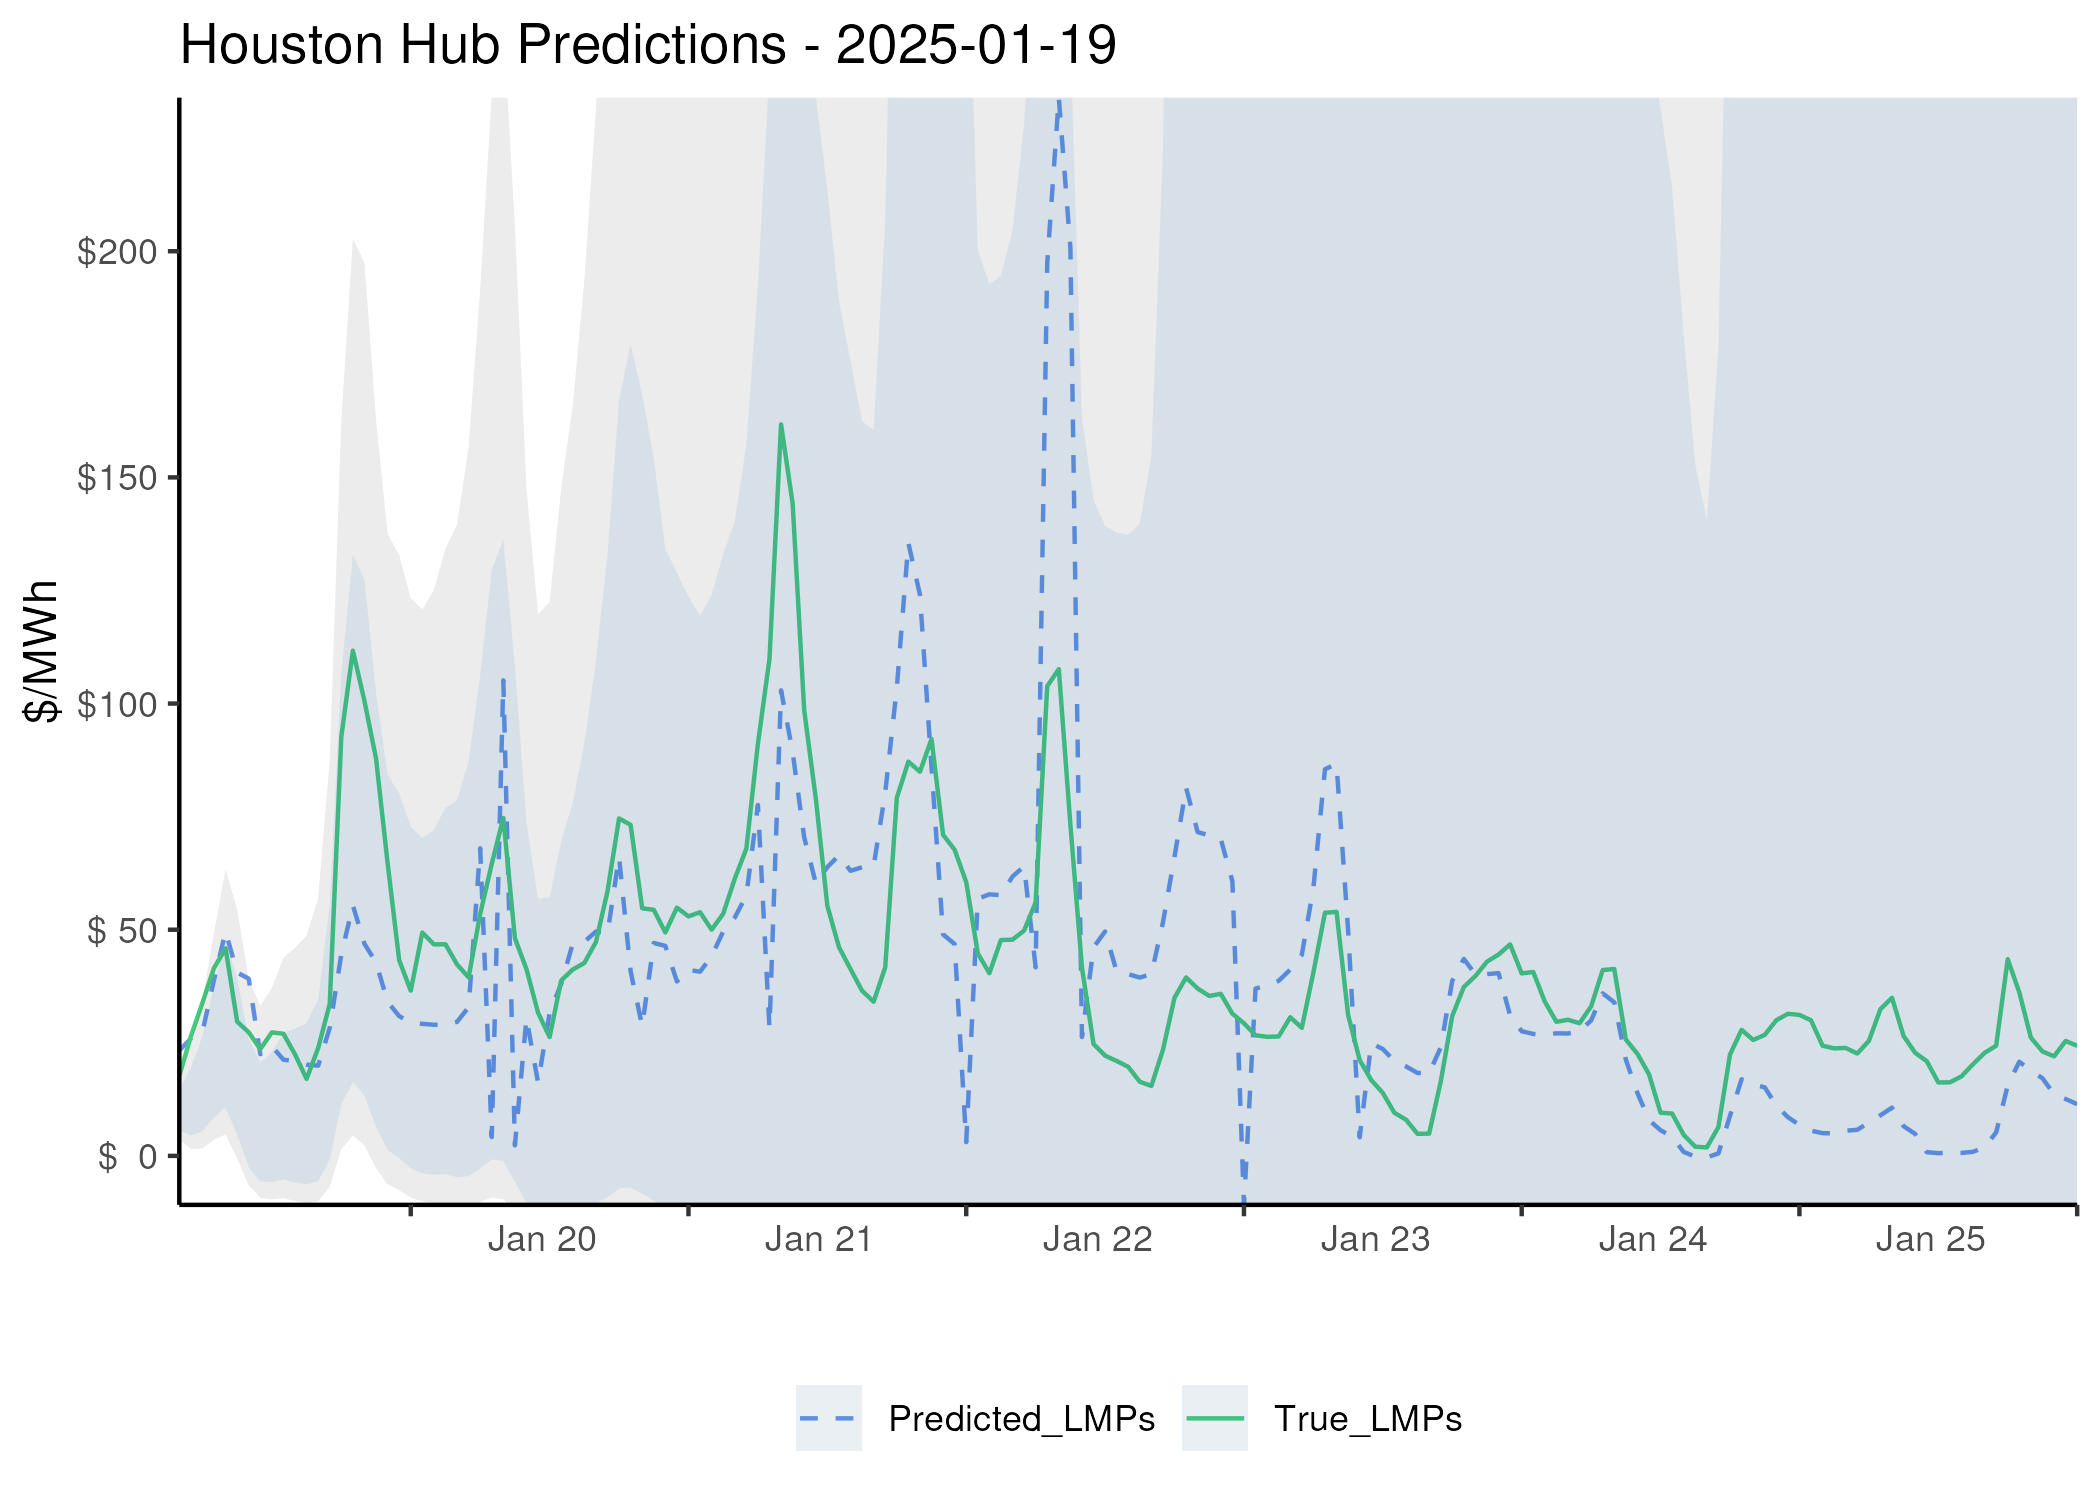 Houston Hub Predictions - 2025-01-19
$/MWh
$200
$150
$100
$ 50
$  0
Jan 20
Jan 21
Jan 22
Jan 23
Jan 24
Jan 25
Predicted_LMPs
True_LMPs